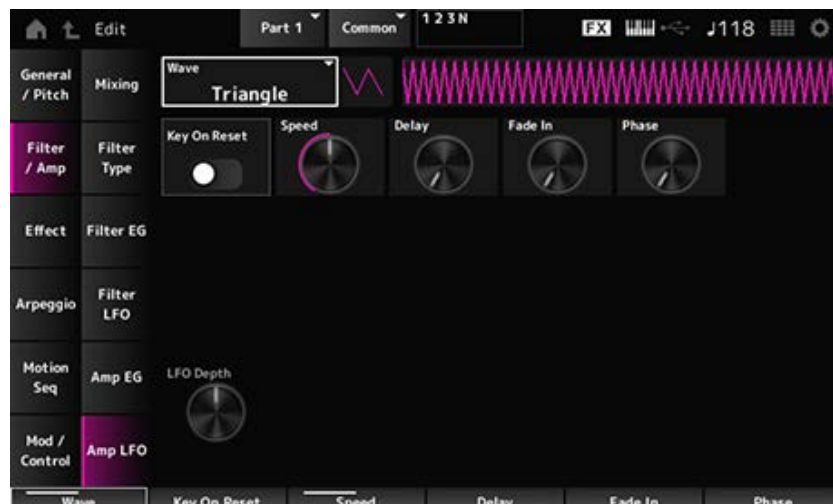 Edit
Part 1
Common
1 2 3 N
FX
♩118
General
/ Pitch
Mixing
Wave
Triangle
Filter
/ Amp
Filter
Type
Key On Reset
Speed
Delay
Fade In
Phase
Effect
Filter EG
Arpeggio
Filter
LFO
Motion
Seq
Amp EG
LFO Depth
Mod /
Control
Amp LFO
Wave
Key On Reset
Speed
Delay
Fade In
Phase